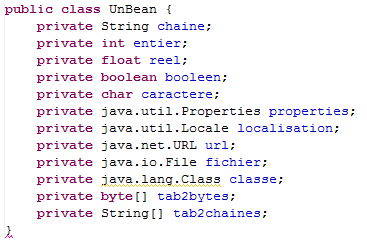 public class UnBean {
    private String chaine;
    private int entier;
    private float reel;
    private boolean booleen;
    private char caractere;
    private java.util.Properties properties;
    private java.util.Locale localisation;
    private java.net.URL url;
    private java.io.File fichier;
    private java.lang.Class classe;
    private byte[] tab2bytes;
    private String[] tab2chaines;
}